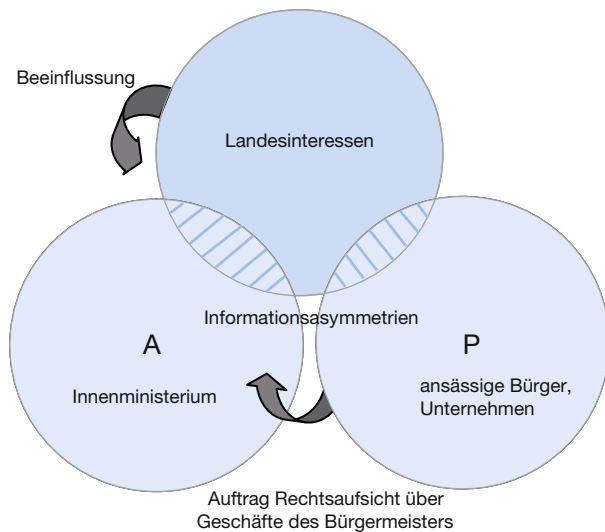 Beeinflussung
Landesinteressen
Informationsasymmetrien
A
P
Innenministerium
ansässige Bürger,
Unternehmen
Auftrag Rechtsaufsicht über
Geschäfte des Bürgermeisters